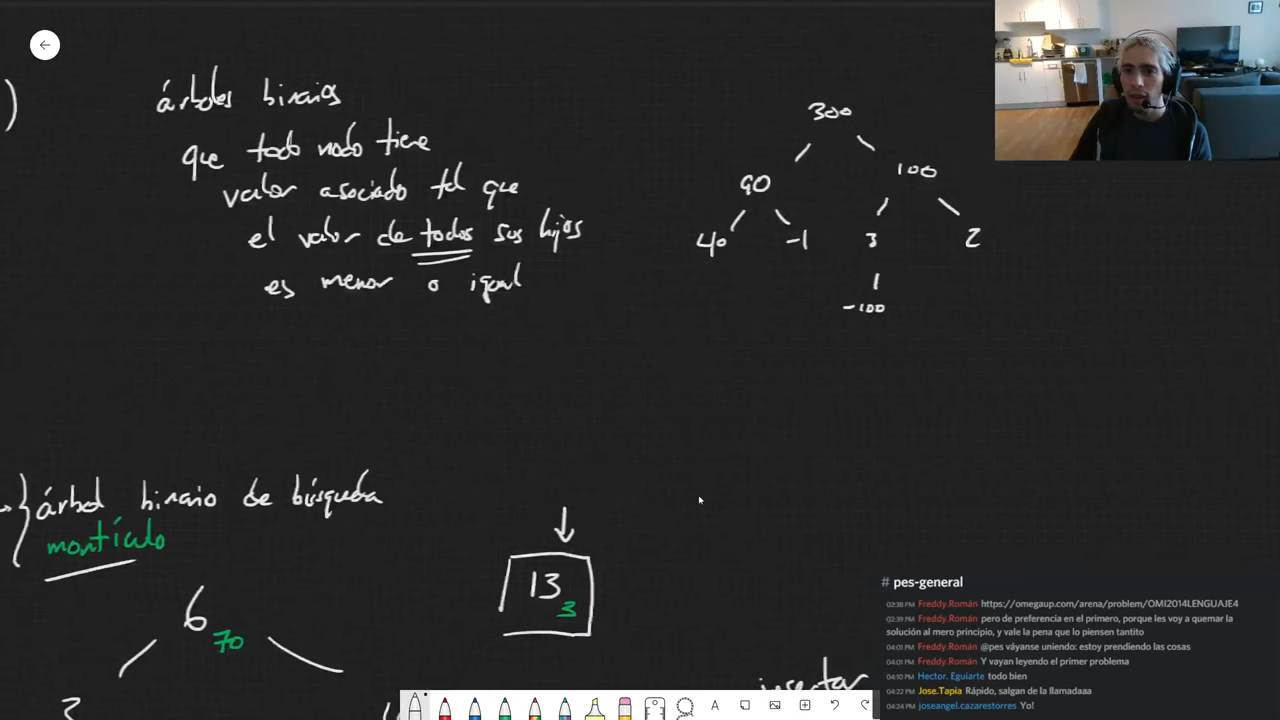 )
árboles binarios
que todo nodo tiene
valor asociado tal que
el valor de todos sus hijos
es menor o igual
300
90 100
40 -1 3 2
-100
árbol binario de búsqueda
montículo
6
70
13
3
insertar
# pes-general
02:38 PM Freddy.Román https://omegaup.com/arena/problem/OMI2014LENGUAJE4
02:39 PM Freddy.Román pero de preferencia en el primero, porque les voy a quemar la
solución al mero principio, y vale la pena que lo piensen tantito
04:01 PM Freddy.Román @pes váyanse uniendo: estoy prendiendo las cosas
04:01 PM Freddy.Román Y vayan leyendo el primer problema
04:10 PM Hector. Eguiarte todo bien
04:22 PM Jose.Tapia Rápido, salgan de la llamadaaa
04:24 PM joseangel.cazarestorres Yo!